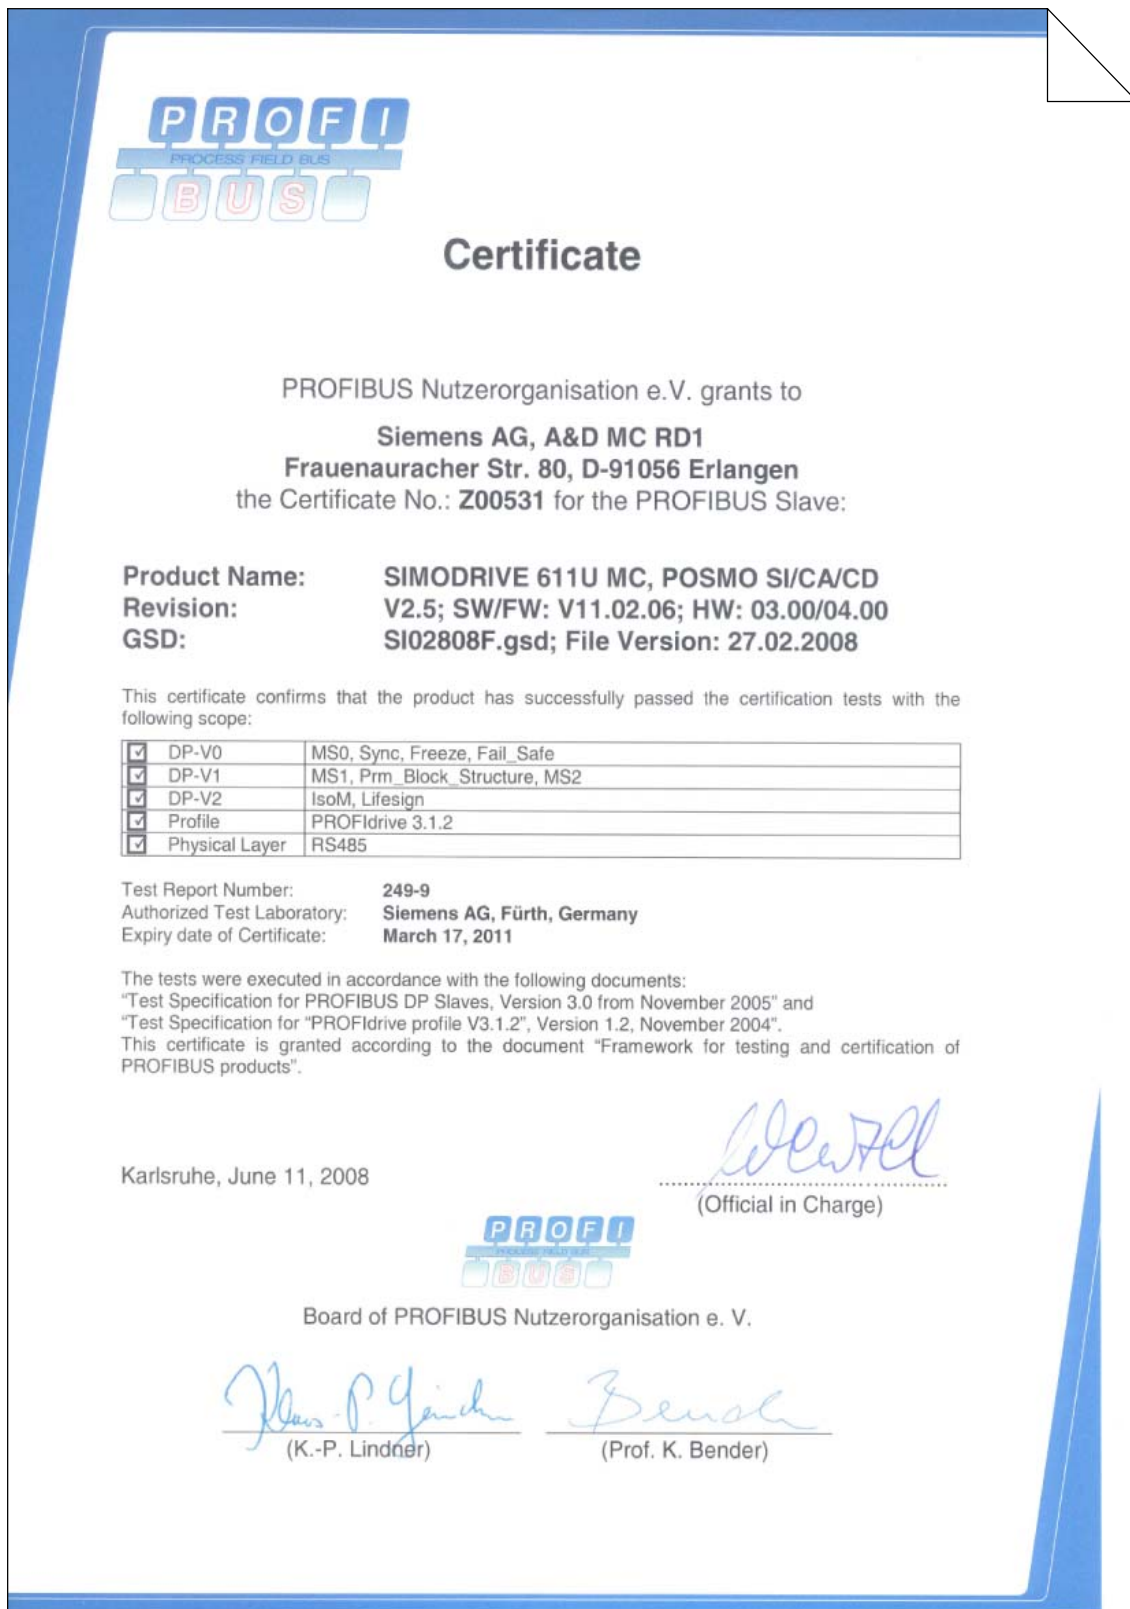 PROFI
PROCESS FIELD BUS
BUS
Certificate
PROFIBUS Nutzerorganisation e.V. grants to
Siemens AG, A&D MC RD1
Frauenauracher Str. 80, D-91056 Erlangen
the Certificate No.: Z00531 for the PROFIBUS Slave:
Product Name: SIMODRIVE 611U MC, POSMO SI/CA/CD
Revision: V2.5; SW/FW: V11.02.06; HW: 03.00/04.00
GSD: SI02808F.gsd; File Version: 27.02.2008
This certificate confirms that the product has successfully passed the certification tests with the
following scope:
DP-V0 MS0, Sync, Freeze, Fail_Safe
DP-V1 MS1, Prm_Block_Structure, MS2
DP-V2 IsoM, Lifesign
Profile PROFIdrive 3.1.2
Physical Layer RS485
Test Report Number: 249-9
Authorized Test Laboratory: Siemens AG, Fürth, Germany
Expiry date of Certificate: March 17, 2011
The tests were executed in accordance with the following documents:
“Test Specification for PROFIBUS DP Slaves, Version 3.0 from November 2005” and
“Test Specification for “PROFIdrive profile V3.1.2”, Version 1.2, November 2004”.
This certificate is granted according to the document “Framework for testing and certification of
PROFIBUS products”.
Karlsruhe, June 11, 2008
(Official in Charge)
PROFI
PROCESS FIELD BUS
BUS
Board of PROFIBUS Nutzerorganisation e. V.
(K.-P. Lindner) (Prof. K. Bender)